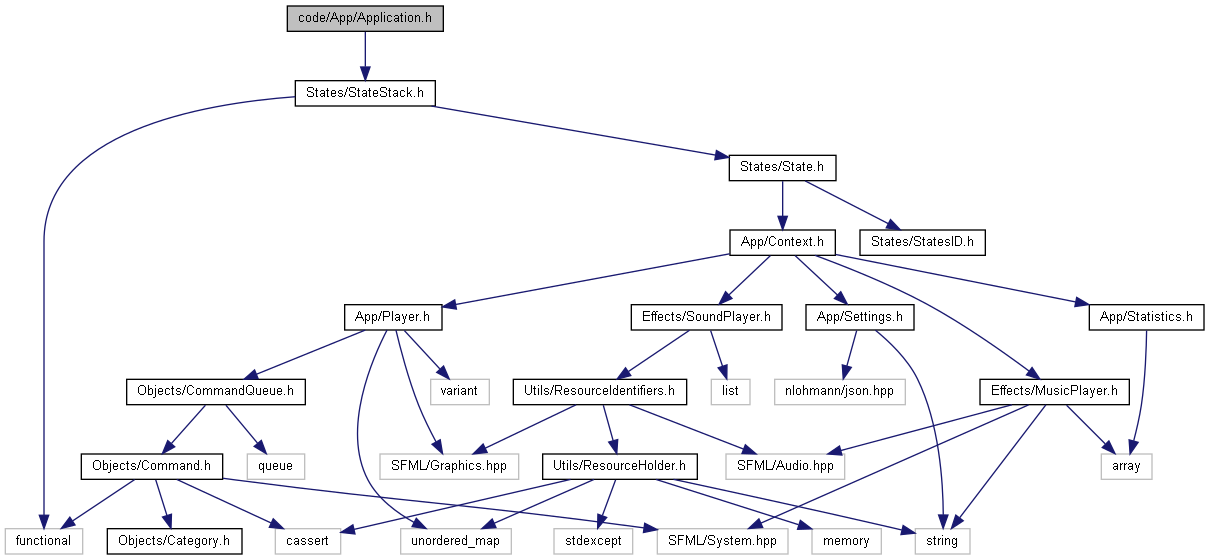 code/App/Application.h
States/StateStack.h
States/State.h
App/Context.h
States/StatesID.h
App/Player.h
Effects/SoundPlayer.h
App/Settings.h
App/Statistics.h
Objects/CommandQueue.h
variant
Utils/ResourceIdentifiers.h
list
nlohmann/json.hpp
Effects/MusicPlayer.h
Objects/Command.h
queue
SFML/Graphics.hpp
Utils/ResourceHolder.h
SFML/Audio.hpp
array
functional
Objects/Category.h
cassert
unordered_map
stdexcept
SFML/System.hpp
memory
string